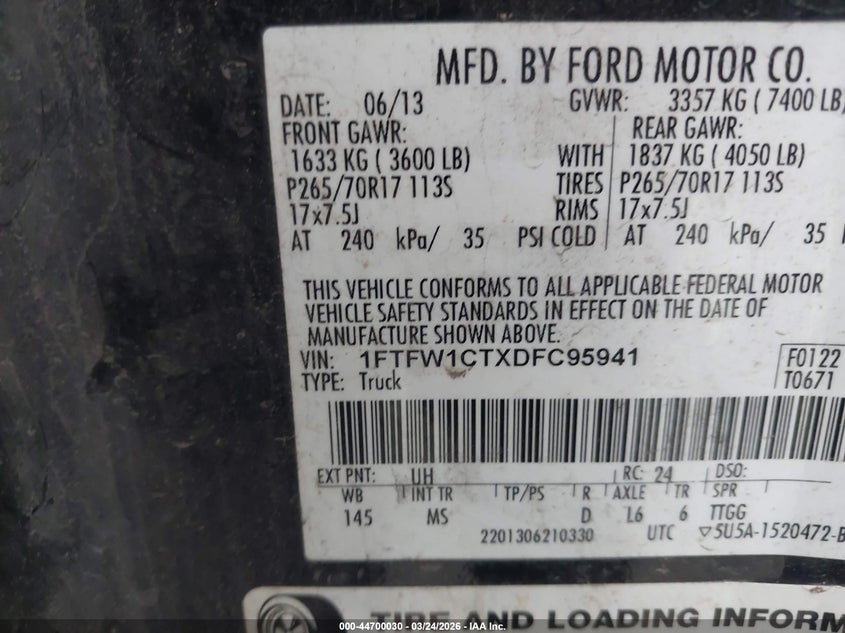 MFD. BY FORD MOTOR CO.
DATE: 06/13 GVWR: 3357 KG ( 7400 LB)
FRONT GAWR: REAR GAWR:
1633 KG ( 3600 LB) WITH 1837 KG ( 4050 LB)
P265/70R17 113S TIRES P265/70R17 113S
17x7.5J RIMS 17x7.5J
AT 240 kPa/ 35 PSI COLD AT 240 kPa/ 35
THIS VEHICLE CONFORMS TO ALL APPLICABLE FEDERAL MOTOR
VEHICLE SAFETY STANDARDS IN EFFECT ON THE DATE OF
MANUFACTURE SHOWN ABOVE.
VIN: 1FTFW1CTXDFC95941 F0122
TYPE: Truck T0671
EXT PNT: UH RC: 24 DSO:
WB INT TR TP/PS R AXLE TR SPR
145 MS D L6 6 TTGG
2201306210330 UTC ▽5U5A-1520472-B
TIRE AND LOADING INFORM
000-44700030 - 03/24/2026 - IAA Inc.